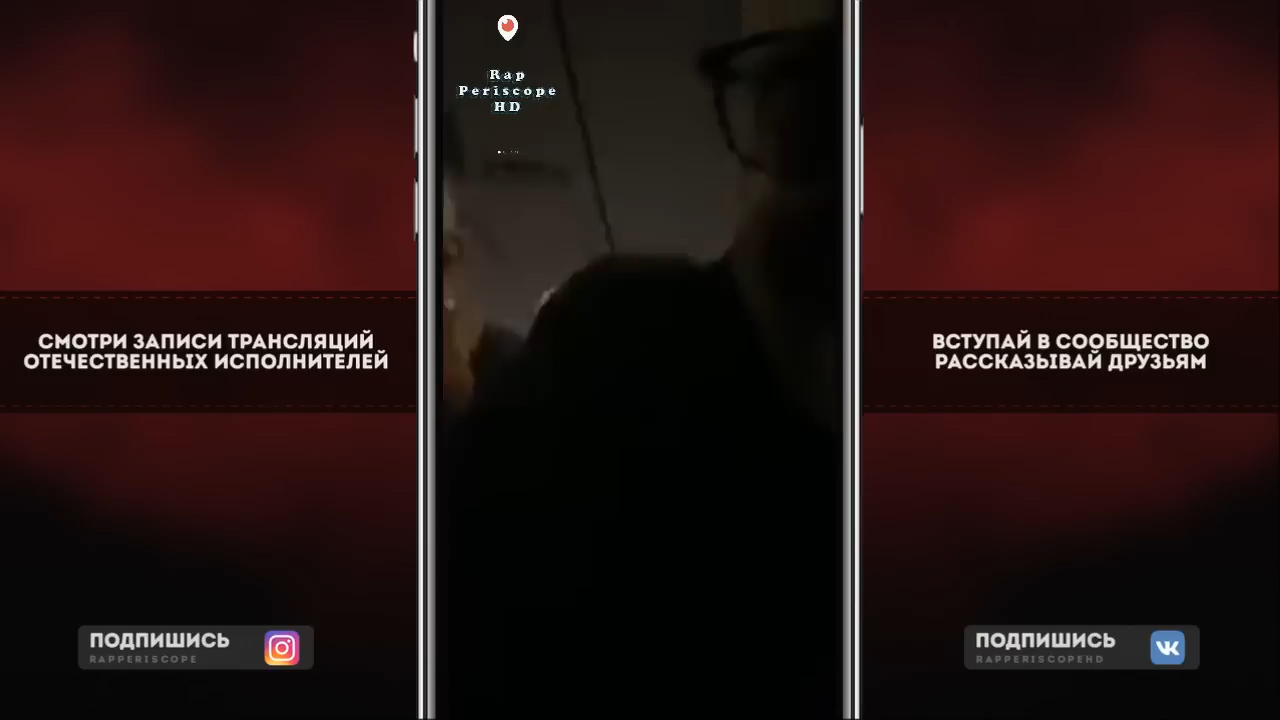 Rap
Periscope
HD
СМОТРИ ЗАПИСИ ТРАНСЛЯЦИЙ
ОТЕЧЕСТВЕННЫХ ИСПОЛНИТЕЛЕЙ
ВСТУПАЙ В СООБЩЕСТВО
РАССКАЗЫВАЙ ДРУЗЬЯМ
ПОДПИШИСЬ
RAPPERISCOPE
ПОДПИШИСЬ
RAPPERISCOPEHD